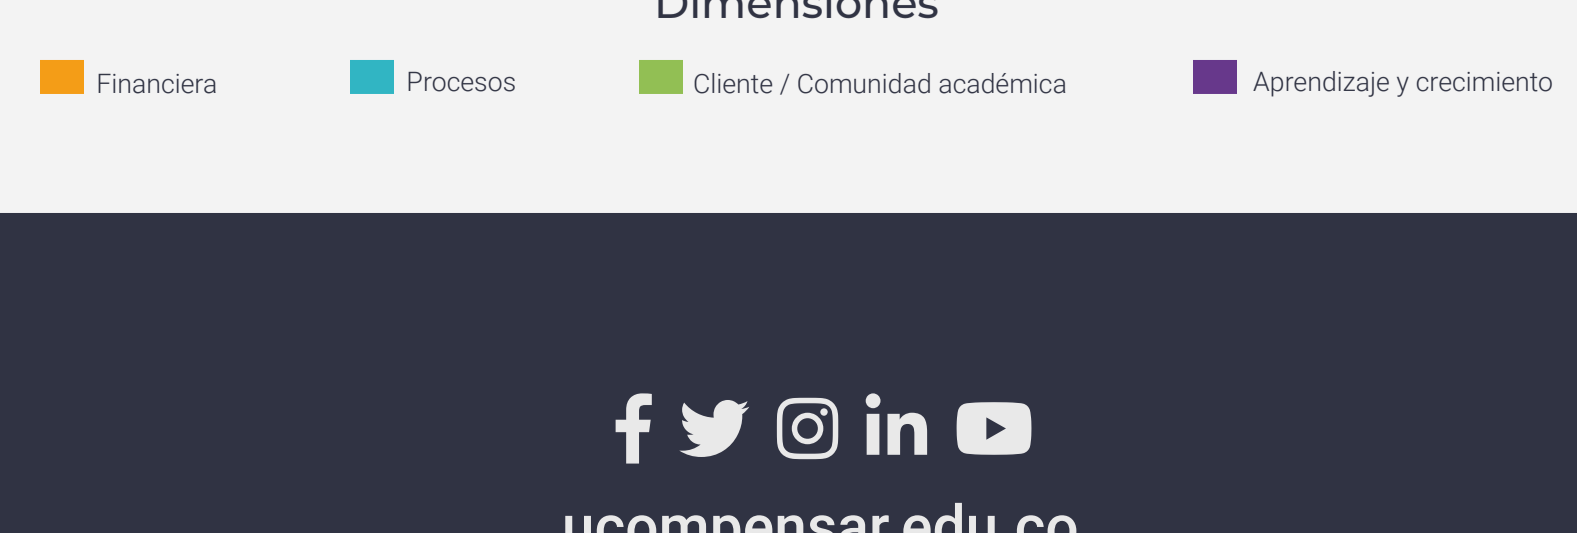 Dimensiones
Financiera
Procesos
Cliente / Comunidad académica
Aprendizaje y crecimiento
ucompensar.edu.co